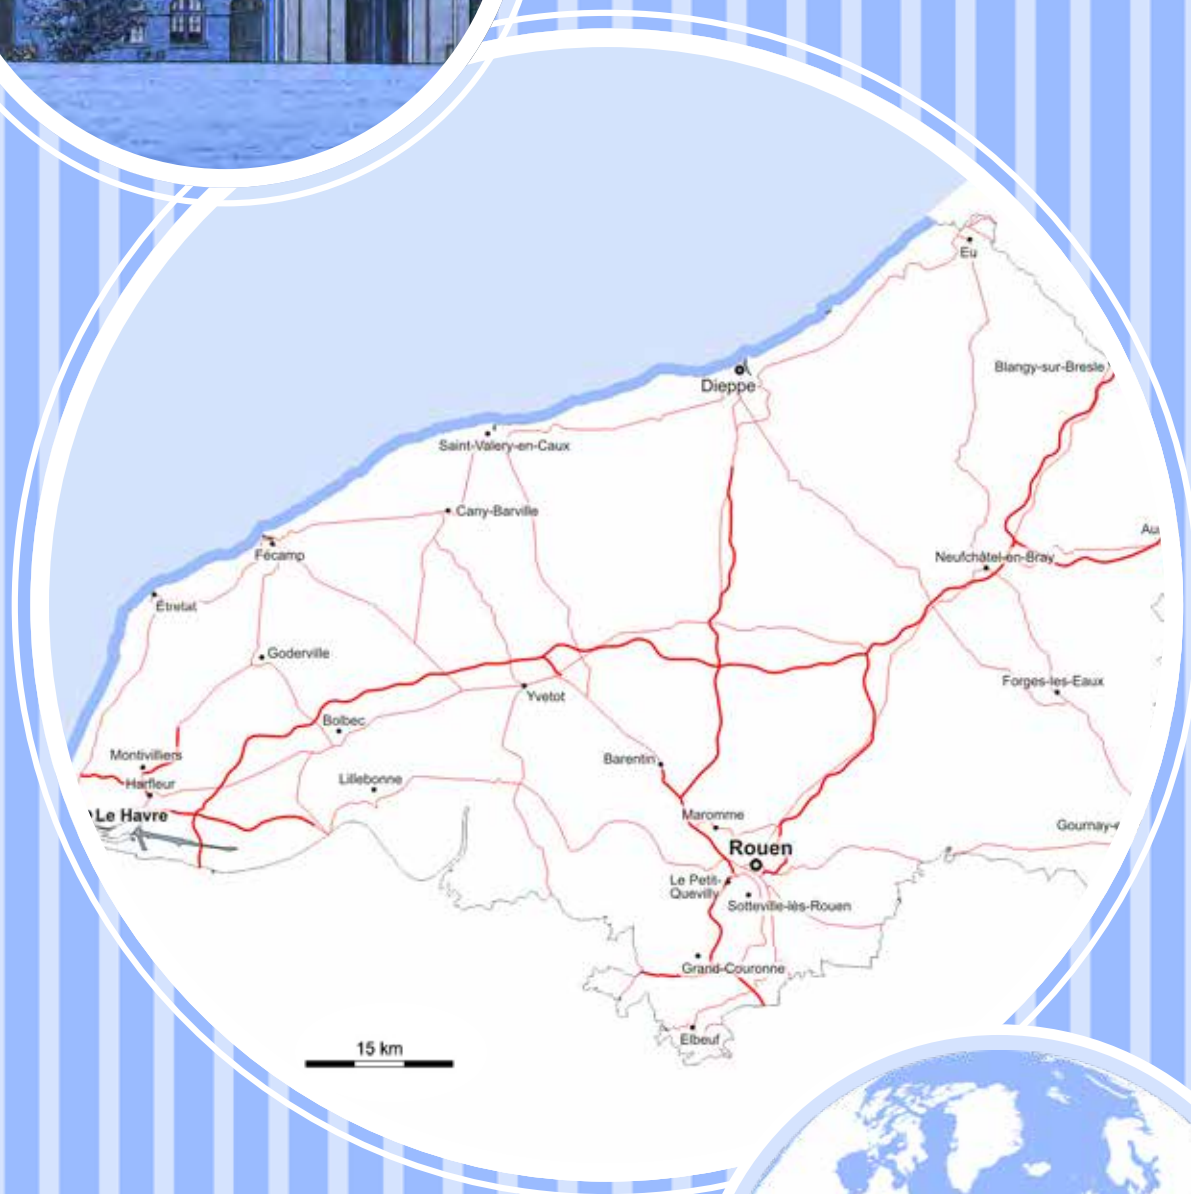 Eu
Blangy-sur-Bresle
Dieppe
Saint-Valery-en-Caux
Cany-Barville
Au
Fécamp
Neufchâtel-en-Bray
Étretat
Goderville
Forges-les-Eaux
Yvetot
Bolbec
Montivilliers
Barentin
Harfleur
Lillebonne
Le Havre
Maromme
Gournay-e
Rouen
Le Petit-
Quevilly
Sotteville-lès-Rouen
Grand-Couronne
Elbeuf
15 km